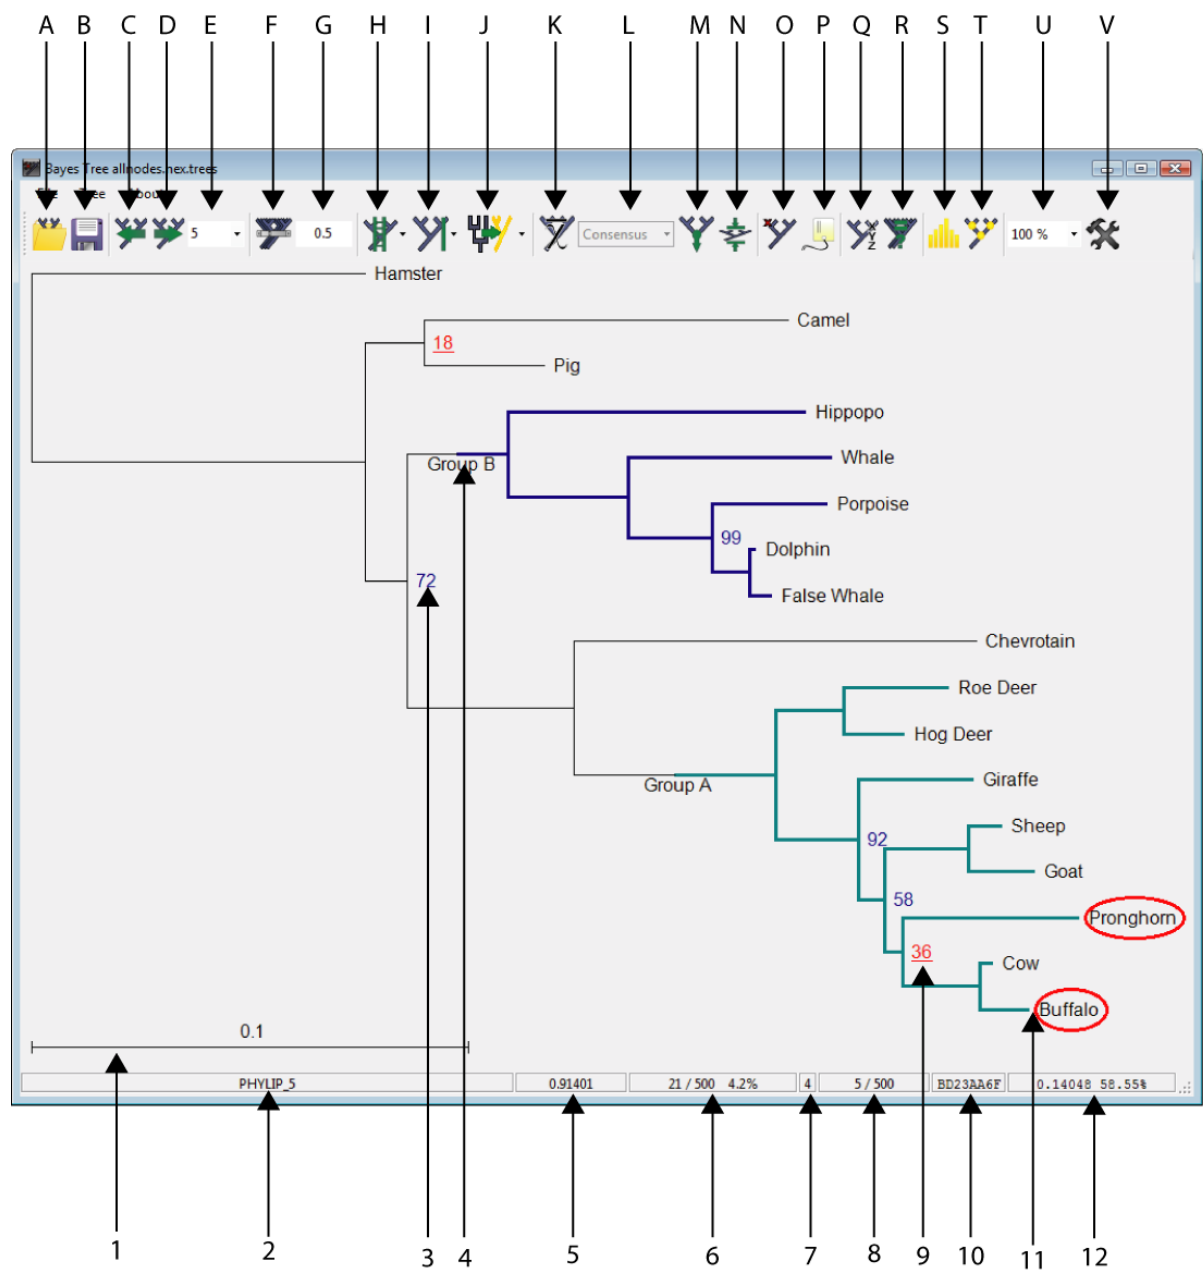 A B C D E F G H I J K L M N O P Q R S T U V
Bayes Tree allnodes.nex.trees
File Tree About
5 0.5 Consensus X Y Z 100 %
Hamster
Camel
18
Pig
Hippopo
Group B
Whale
Porpoise
99
Dolphin
72
False Whale
Chevrotain
Roe Deer
Hog Deer
Giraffe
Group A
Sheep
92
Goat
58
Pronghorn
36
Cow
Buffalo
0.1
PHYLIP_5 0.91401 21 / 500 4.2% 4 5 / 500 BD23AA6F 0.14048 58.55%
1 2 3 4 5 6 7 8 9 10 11 12